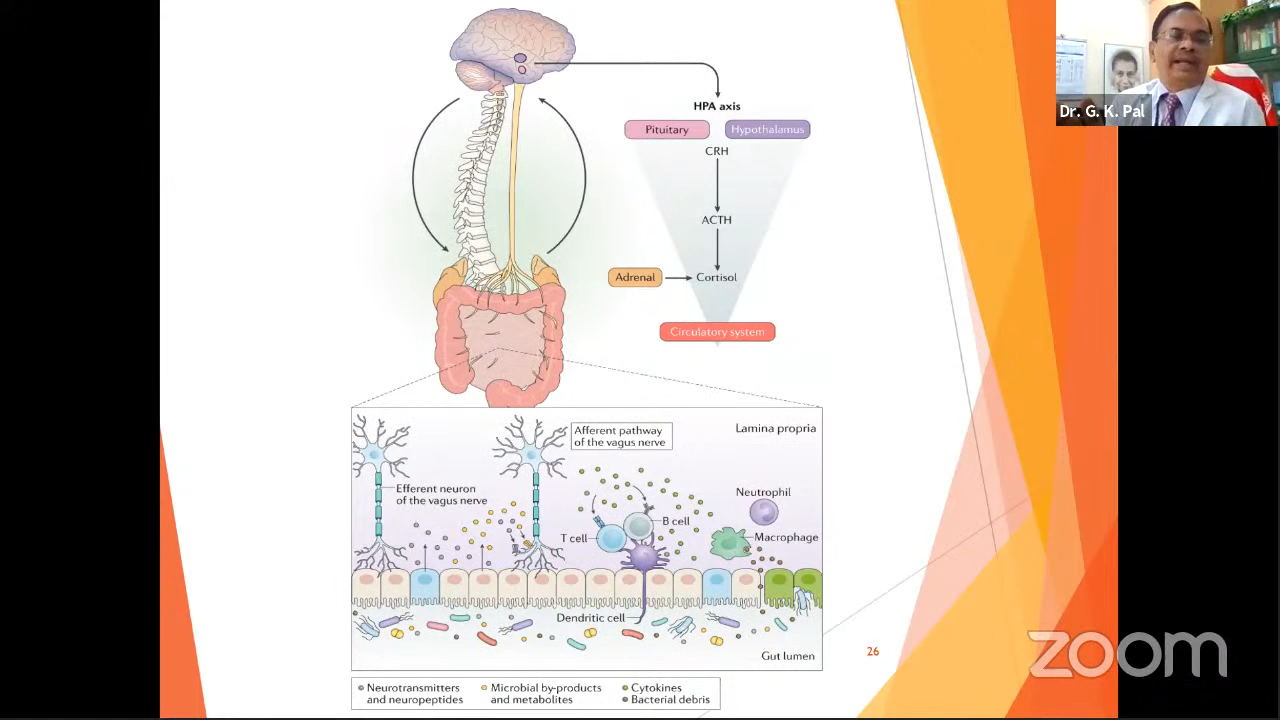 Dr. G. K. Pal
HPA axis
Pituitary
Hypothalamus
CRH
ACTH
Adrenal
Cortisol
Circulatory system
Afferent pathway
of the vagus nerve
Lamina propria
Efferent neuron
of the vagus nerve
Neutrophil
B cell
T cell
Macrophage
Dendritic cell
Gut lumen
26
zoom
Neurotransmitters
and neuropeptides
Microbial by-products
and metabolites
Cytokines
Bacterial debris